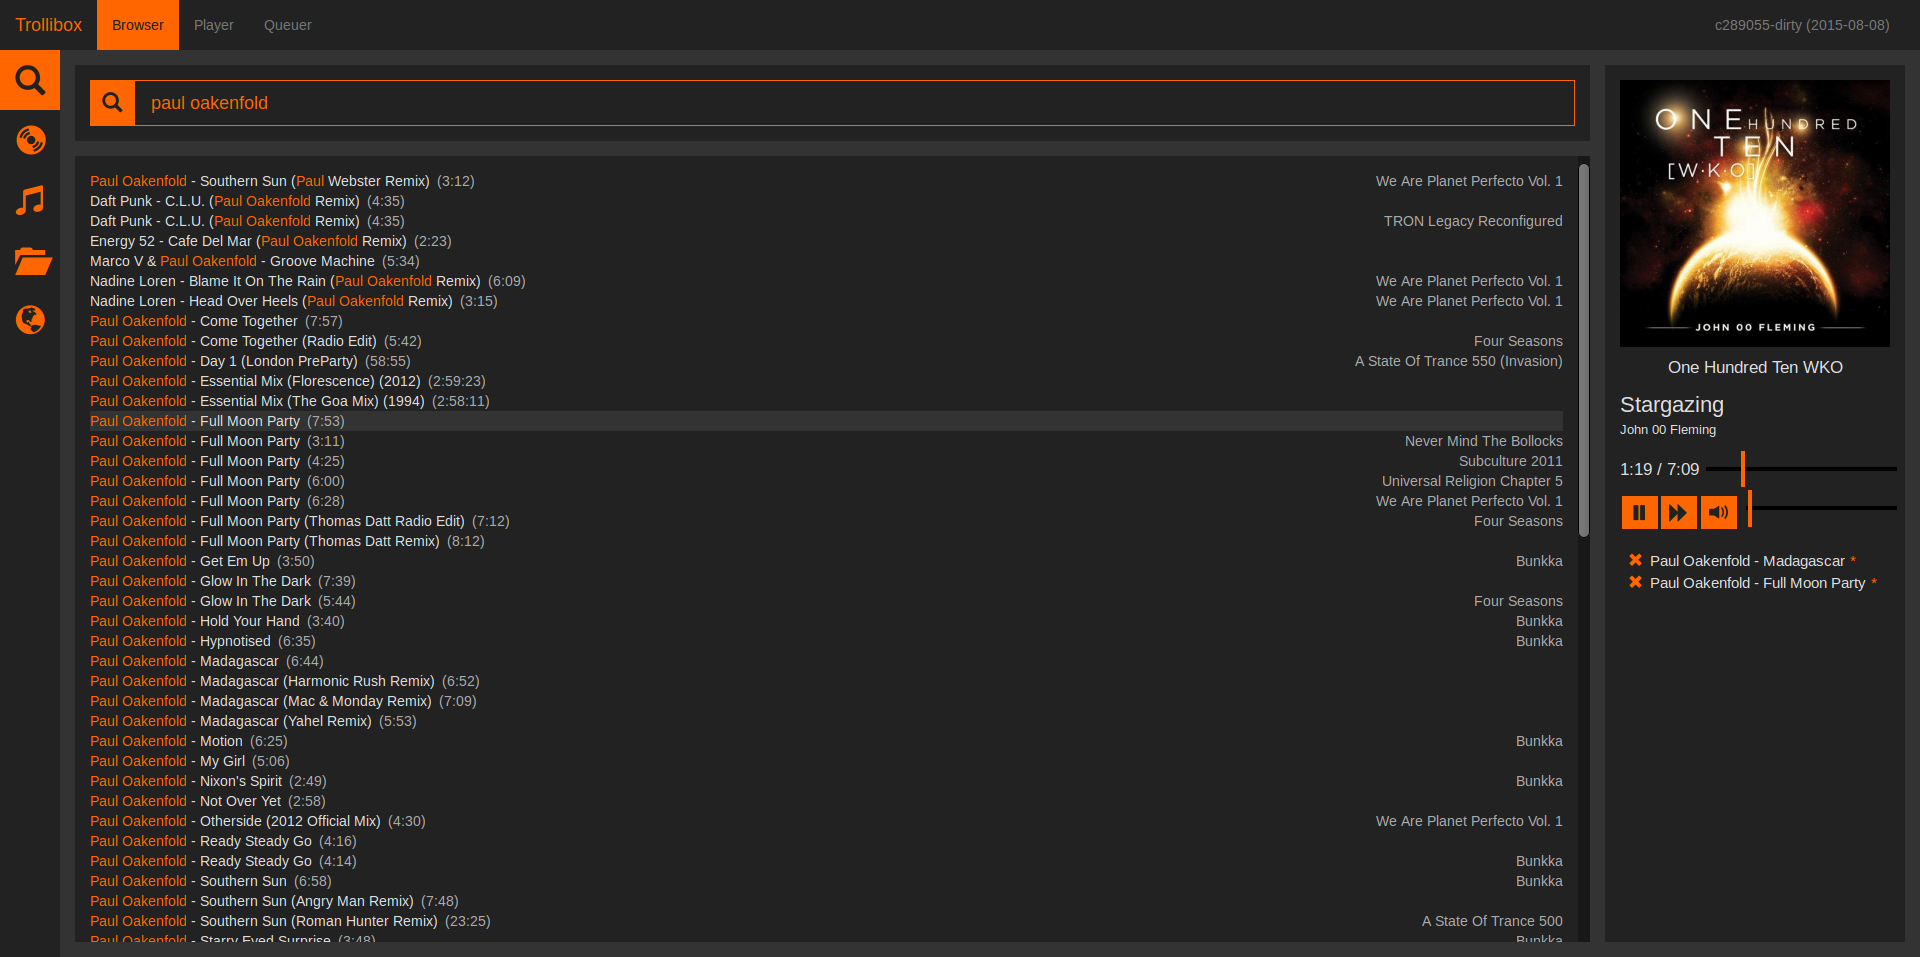 Trollibox Browser Player Queuer c289055-dirty (2015-08-08)
paul oakenfold
Paul Oakenfold - Southern Sun (Paul Webster Remix) (3:12) We Are Planet Perfecto Vol. 1
Daft Punk - C.L.U. (Paul Oakenfold Remix) (4:35)
Daft Punk - C.L.U. (Paul Oakenfold Remix) (4:35) TRON Legacy Reconfigured
Energy 52 - Cafe Del Mar (Paul Oakenfold Remix) (2:23)
Marco V & Paul Oakenfold - Groove Machine (5:34)
Nadine Loren - Blame It On The Rain (Paul Oakenfold Remix) (6:09) We Are Planet Perfecto Vol. 1
Nadine Loren - Head Over Heels (Paul Oakenfold Remix) (3:15) We Are Planet Perfecto Vol. 1
Paul Oakenfold - Come Together (7:57)
Paul Oakenfold - Come Together (Radio Edit) (5:42) Four Seasons
Paul Oakenfold - Day 1 (London PreParty) (58:55) A State Of Trance 550 (Invasion)
Paul Oakenfold - Essential Mix (Florescence) (2012) (2:59:23)
Paul Oakenfold - Essential Mix (The Goa Mix) (1994) (2:58:11)
Paul Oakenfold - Full Moon Party (7:53)
Paul Oakenfold - Full Moon Party (3:11) Never Mind The Bollocks
Paul Oakenfold - Full Moon Party (4:25) Subculture 2011
Paul Oakenfold - Full Moon Party (6:00) Universal Religion Chapter 5
Paul Oakenfold - Full Moon Party (6:28) We Are Planet Perfecto Vol. 1
Paul Oakenfold - Full Moon Party (Thomas Datt Radio Edit) (7:12) Four Seasons
Paul Oakenfold - Full Moon Party (Thomas Datt Remix) (8:12)
Paul Oakenfold - Get Em Up (3:50) Bunkka
Paul Oakenfold - Glow In The Dark (7:39)
Paul Oakenfold - Glow In The Dark (5:44) Four Seasons
Paul Oakenfold - Hold Your Hand (3:40) Bunkka
Paul Oakenfold - Hypnotised (6:35) Bunkka
Paul Oakenfold - Madagascar (6:44)
Paul Oakenfold - Madagascar (Harmonic Rush Remix) (6:52)
Paul Oakenfold - Madagascar (Mac & Monday Remix) (7:09)
Paul Oakenfold - Madagascar (Yahel Remix) (5:53)
Paul Oakenfold - Motion (6:25) Bunkka
Paul Oakenfold - My Girl (5:06)
Paul Oakenfold - Nixon's Spirit (2:49) Bunkka
Paul Oakenfold - Not Over Yet (2:58)
Paul Oakenfold - Otherside (2012 Official Mix) (4:30) We Are Planet Perfecto Vol. 1
Paul Oakenfold - Ready Steady Go (4:16)
Paul Oakenfold - Ready Steady Go (4:14) Bunkka
Paul Oakenfold - Southern Sun (6:58) Bunkka
Paul Oakenfold - Southern Sun (Angry Man Remix) (7:48)
Paul Oakenfold - Southern Sun (Roman Hunter Remix) (23:25) A State Of Trance 500
Paul Oakenfold - Starry Eyed Surprise (3:48) Bunkka
ONE HUNDRED
TEN
[W·K·O]
JOHN 00 FLEMING
One Hundred Ten WKO
Stargazing
John 00 Fleming
1:19 / 7:09
Paul Oakenfold - Madagascar *
Paul Oakenfold - Full Moon Party *